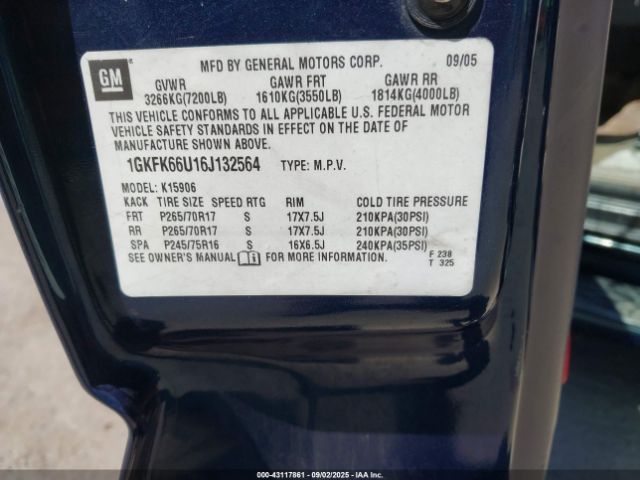 GM
MFD BY GENERAL MOTORS CORP. 09/05
GVWR GAWR FRT GAWR RR
3266KG(7200LB) 1610KG(3550LB) 1814KG(4000LB)
THIS VEHICLE CONFORMS TO ALL APPLICABLE U.S. FEDERAL MOTOR
VEHICLE SAFETY STANDARDS IN EFFECT ON THE DATE OF
MANUFACTURE SHOWN ABOVE.
1GKFK66U16J132564 TYPE: M.P.V.
MODEL: K15906
KACK TIRE SIZE SPEED RTG RIM COLD TIRE PRESSURE
FRT P265/70R17 S 17X7.5J 210KPA(30PSI)
RR P265/70R17 S 17X7.5J 210KPA(30PSI)
SPA P245/75R16 S 16X6.5J 240KPA(35PSI)
SEE OWNER'S MANUAL FOR MORE INFORMATION. F 238
T 325
000-43117861 - 09/02/2025 - IAAI.com